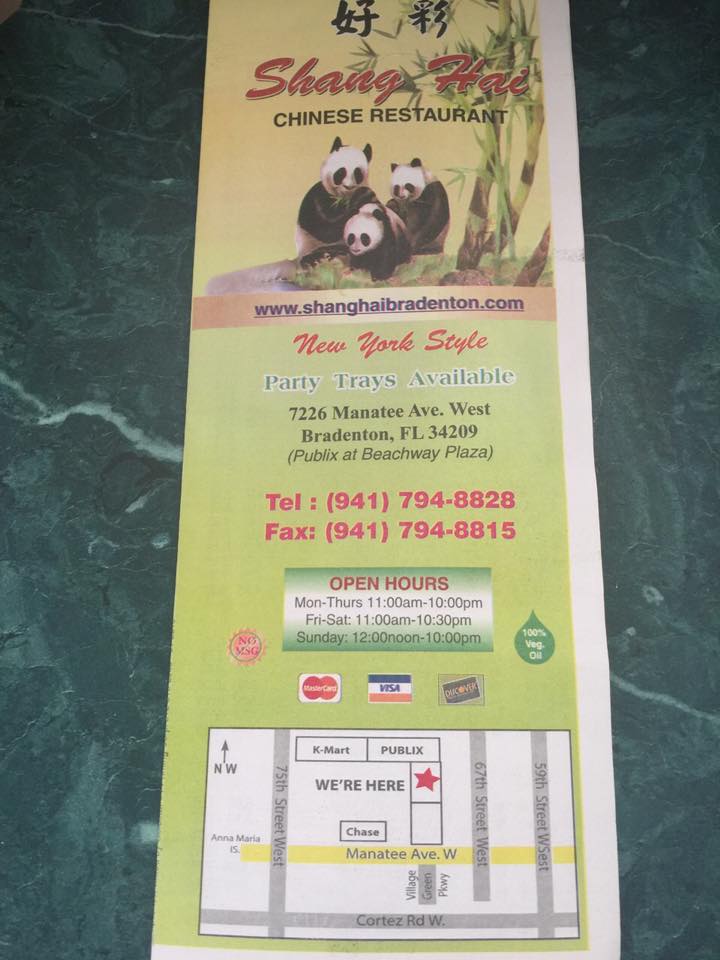 好彩
Shang Hai
CHINESE RESTAURANT
www.shanghaibradenton.com
New York Style
Party Trays Available
7226 Manatee Ave. West
Bradenton, FL 34209
(Publix at Beachway Plaza)
Tel : (941) 794-8828
Fax: (941) 794-8815
OPEN HOURS
Mon-Thurs 11:00am-10:00pm
Fri-Sat: 11:00am-10:30pm
Sunday: 12:00noon-10:00pm
NO
MSG
100%
Veg.
Oil
MasterCard
VISA
DISCOVER
N W
K-Mart
PUBLIX
WE'RE HERE
75th Street West
67th Street West
59th Street WSest
Chase
Anna Maria
IS.
Manatee Ave. W
Village
Green
Pkwy
Cortez Rd W.